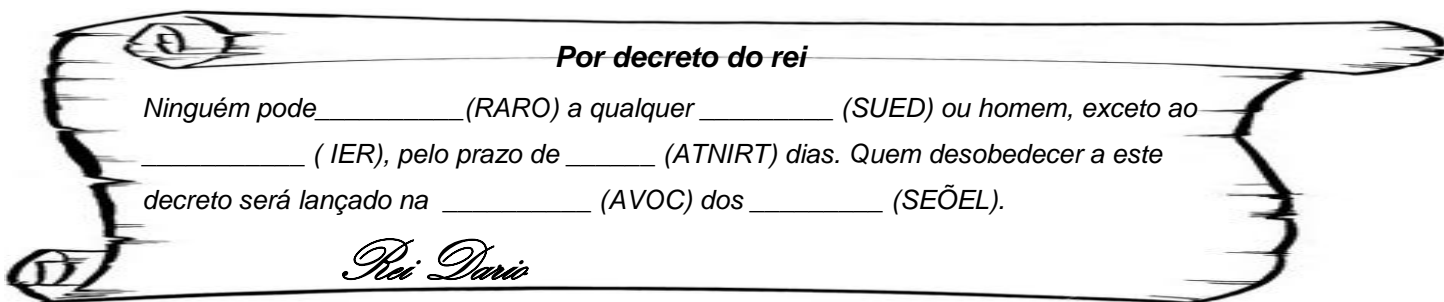 Por decreto do rei
Ninguém pode__________(RARO) a qualquer _________ (SUED) ou homem, exceto ao
___________ ( IER), pelo prazo de ______ (ATNIRT) dias. Quem desobedecer a este
decreto será lançado na __________ (AVOC) dos _________ (SEÕEL).
Rei Dario